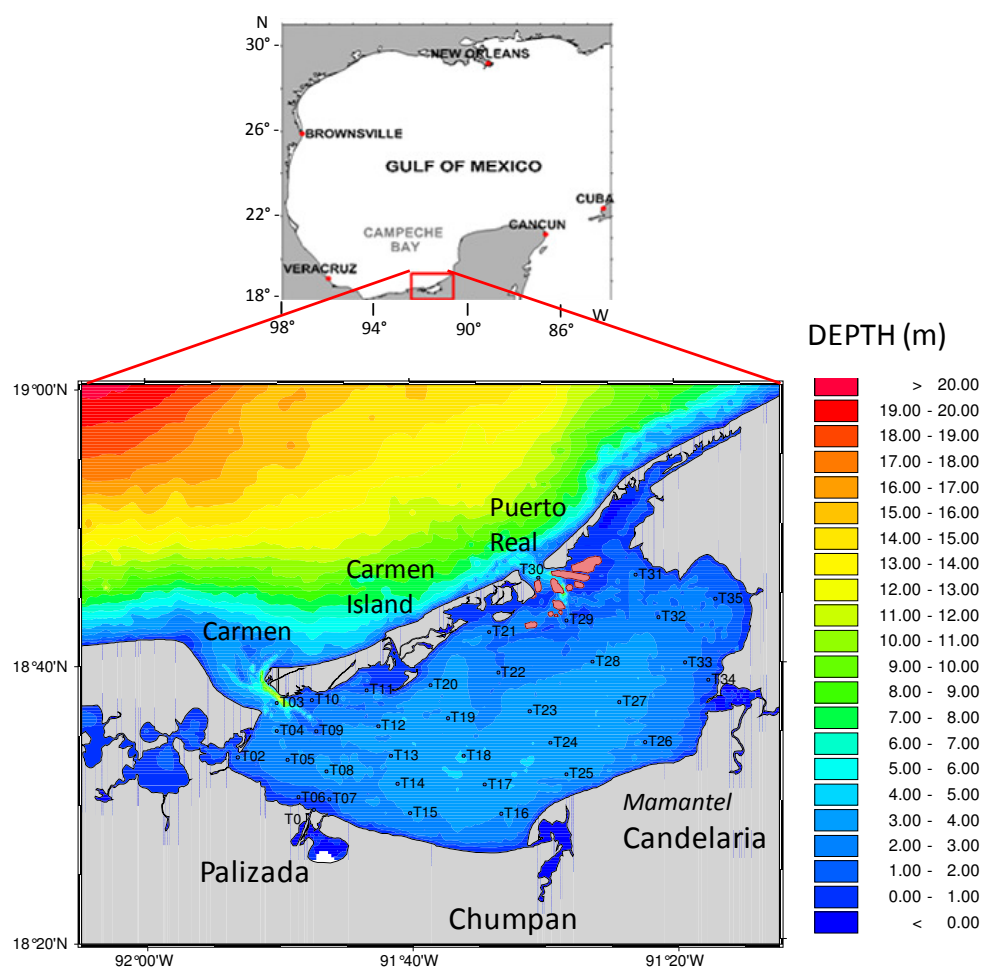 N
30°
NEW ORLEANS
26°
BROWNSVILLE
GULF OF MEXICO
CUBA
22°
CANCUN
CAMPECHE
BAY
VERACRUZ
18°
W
98°
94°
90°
86°
DEPTH (m)
> 20.00
19.00 - 20.00
18.00 - 19.00
17.00 - 18.00
16.00 - 17.00
15.00 - 16.00
14.00 - 15.00
13.00 - 14.00
12.00 - 13.00
11.00 - 12.00
10.00 - 11.00
9.00 - 10.00
8.00 - 9.00
7.00 - 8.00
6.00 - 7.00
5.00 - 6.00
4.00 - 5.00
3.00 - 4.00
2.00 - 3.00
1.00 - 2.00
0.00 - 1.00
< 0.00
19°00'N
Puerto
Real
Carmen
Island
T30
T31
T35
Carmen
T32
T29
T21
18°40'N
T28
T33
T22
T34
T20
T11
T10
T03
T27
T23
T19
T12
T04
T09
T24
T26
T02
T05
T13
T18
T08
T25
T14
T17
T06
T07
T15
T16
T0
Mamantel
Candelaria
Palizada
Chumpan
18°20'N
92°00'W
91°40'W
91°20'W